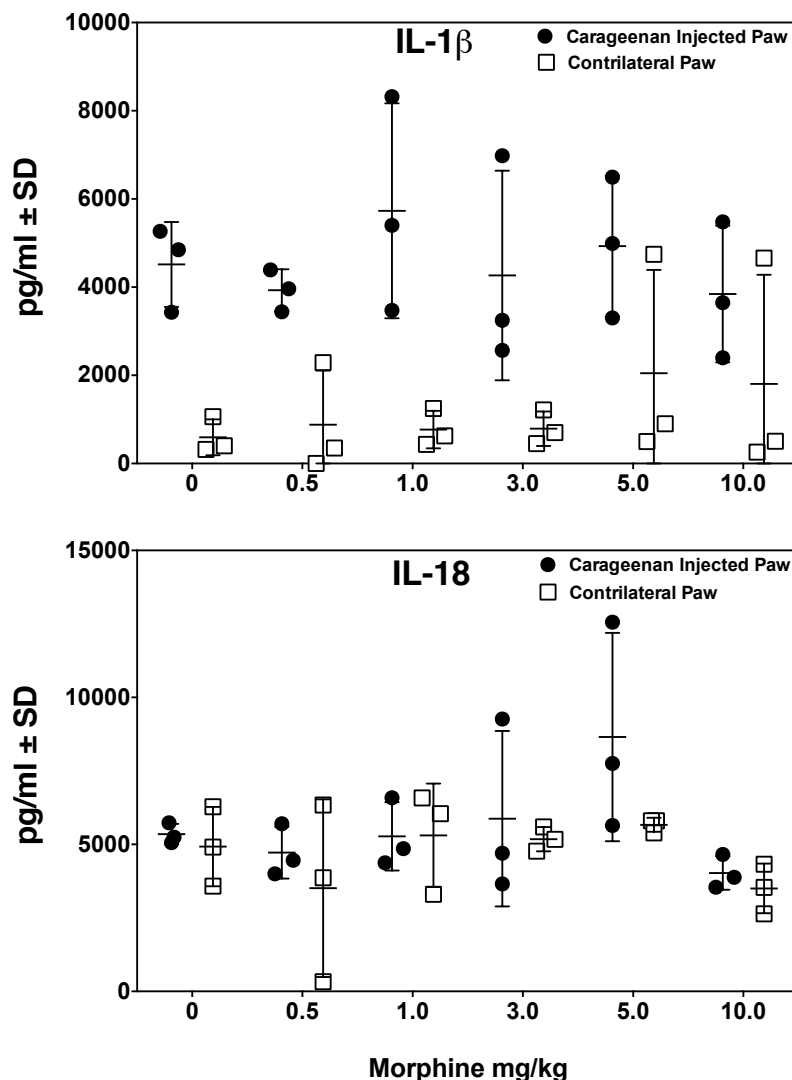 IL-1β
Carageenan Injected Paw
Contrilateral Paw
pg/ml ± SD
10000
8000
6000
4000
2000
0
0 0.5 1.0 3.0 5.0 10.0
IL-18
Carageenan Injected Paw
Contrilateral Paw
pg/ml ± SD
15000
10000
5000
0
0 0.5 1.0 3.0 5.0 10.0
Morphine mg/kg